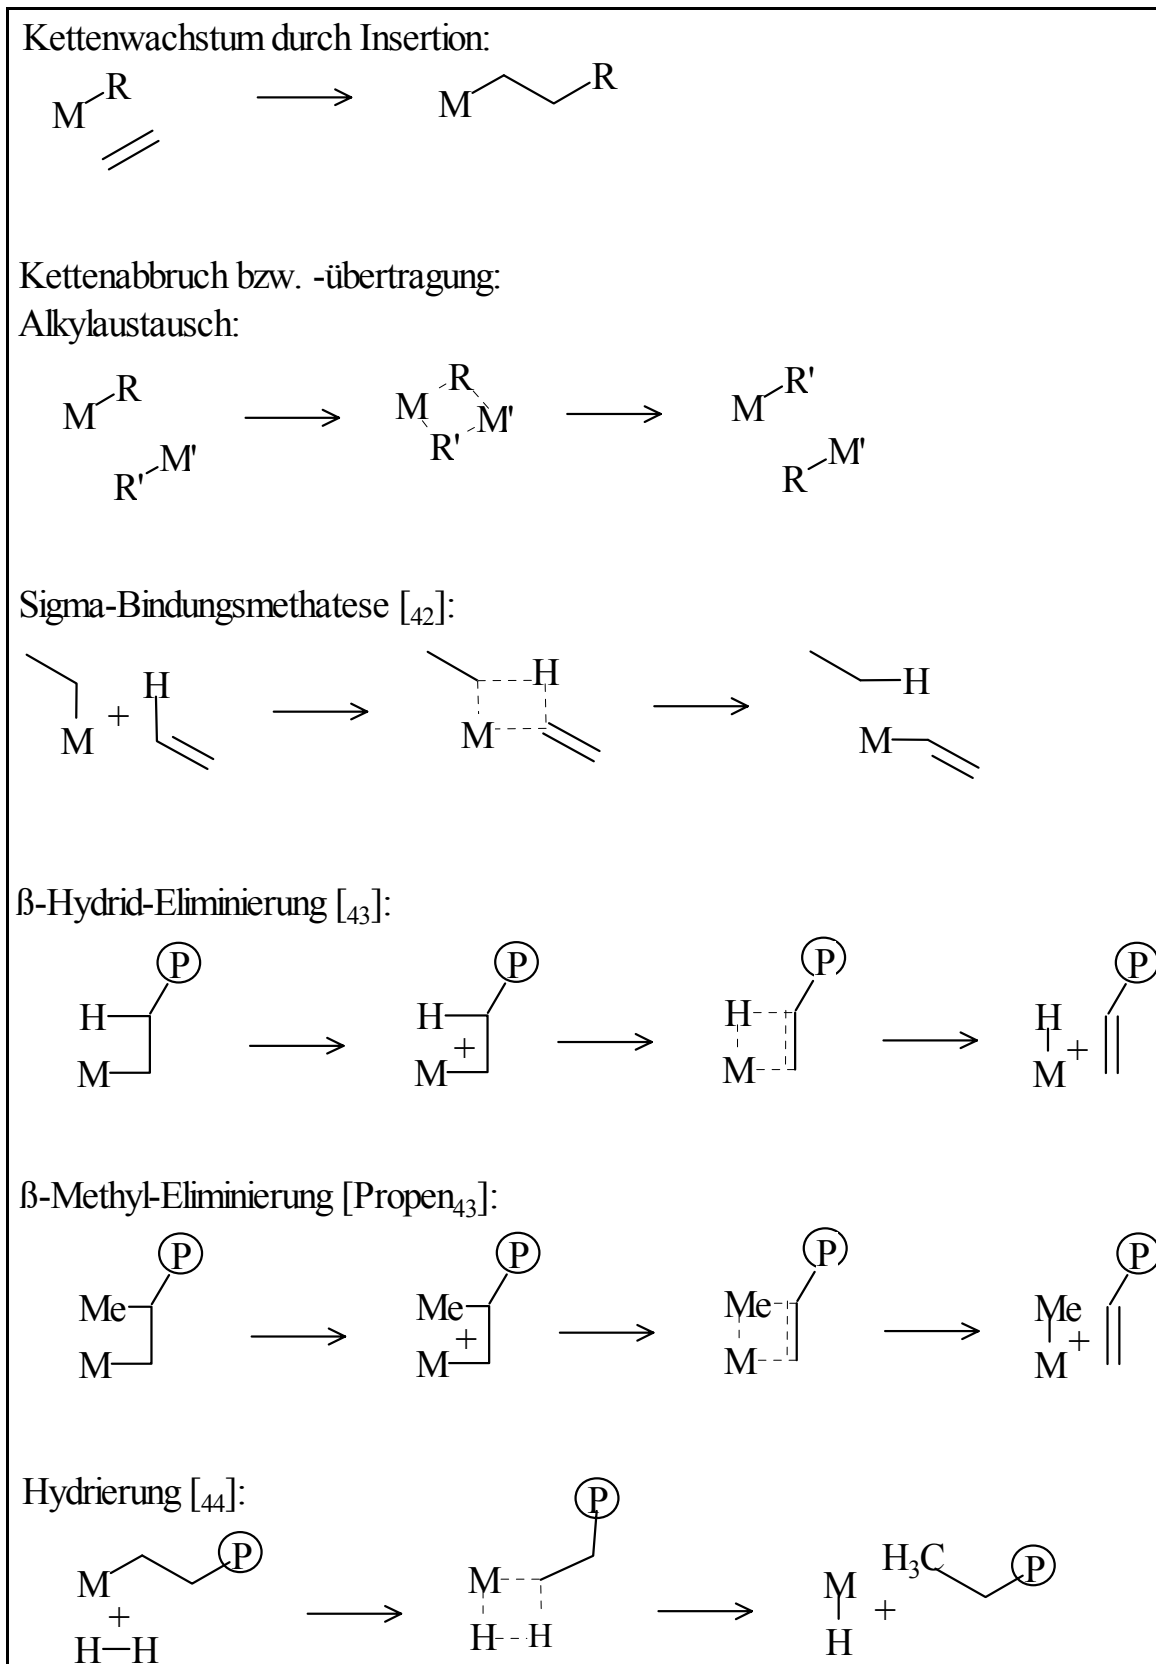 Kettenwachstum durch Insertion:
M R M R
Kettenabbruch bzw. -übertragung:
Alkylaustausch:
M R R' M' M R R' M' M R' R M'
Sigma-Bindungsmethatese [42]:
M + H M H H M
ß-Hydrid-Eliminierung [43]:
P P P P
H H H H
M M + M M +
ß-Methyl-Eliminierung [Propen43]:
P P P P
Me Me Me Me
M M + M M +
Hydrierung [44]:
P P P
M M M H3C
+ +
H H H H H